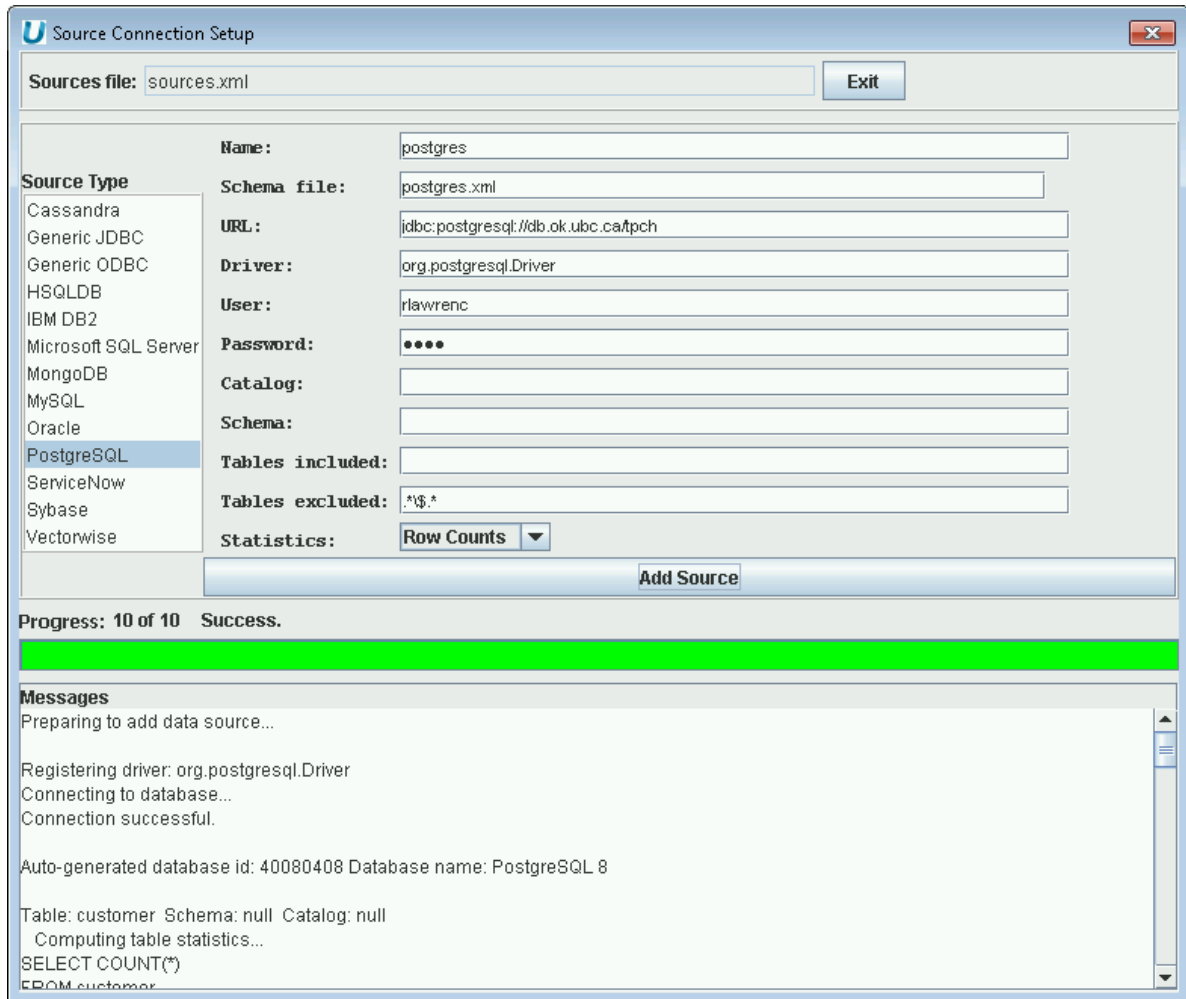 Source Connection Setup
Sources file: sources.xml Exit
Source Type
Cassandra
Generic JDBC
Generic ODBC
HSQLDB
IBM DB2
Microsoft SQL Server
MongoDB
MySQL
Oracle
PostgreSQL
ServiceNow
Sybase
Vectorwise
Name: postgres
Schema file: postgres.xml
URL: jdbc:postgresql://db.ok.ubc.ca/tpch
Driver: org.postgresql.Driver
User: rlawrenc
Password: ●●●●
Catalog:
Schema:
Tables included:
Tables excluded: .*\$.*
Statistics: Row Counts
Add Source
Progress: 10 of 10 Success.
Messages
Preparing to add data source...
Registering driver: org.postgresql.Driver
Connecting to database...
Connection successful.
Auto-generated database id: 40080408 Database name: PostgreSQL 8
Table: customer Schema: null Catalog: null
Computing table statistics...
SELECT COUNT(*)
FROM customer